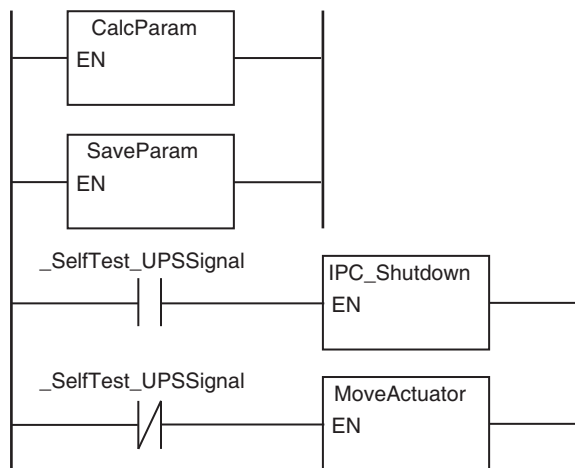 CalcParam
EN
SaveParam
EN
_SelfTest_UPSSignal
IPC_Shutdown
EN
_SelfTest_UPSSignal
MoveActuator
EN